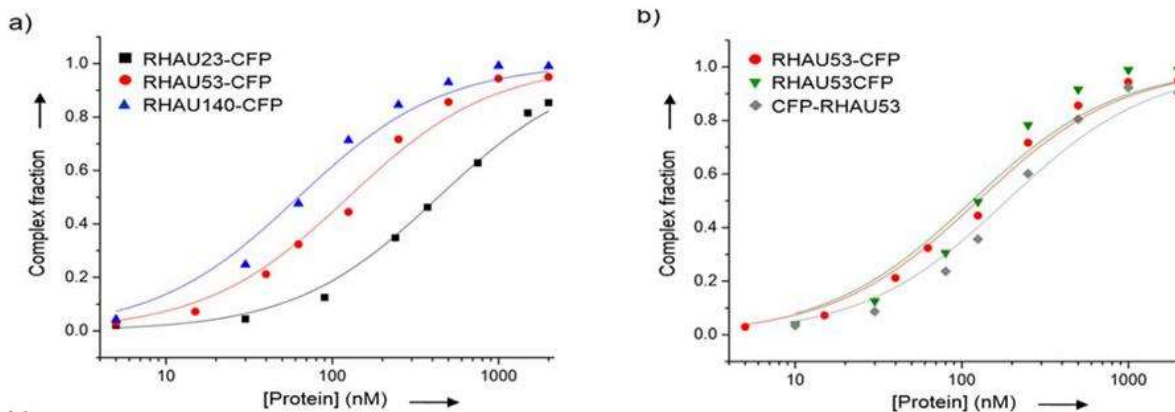 a)
RHAU23-CFP
RHAU53-CFP
RHAU140-CFP
1.0
0.8
0.6
0.4
0.2
0.0
Complex fraction
10
100
1000
[Protein] (nM)
b)
RHAU53-CFP
RHAU53CFP
CFP-RHAU53
1.0
0.8
0.6
0.4
0.2
0.0
Complex fraction
10
100
1000
[Protein] (nM)